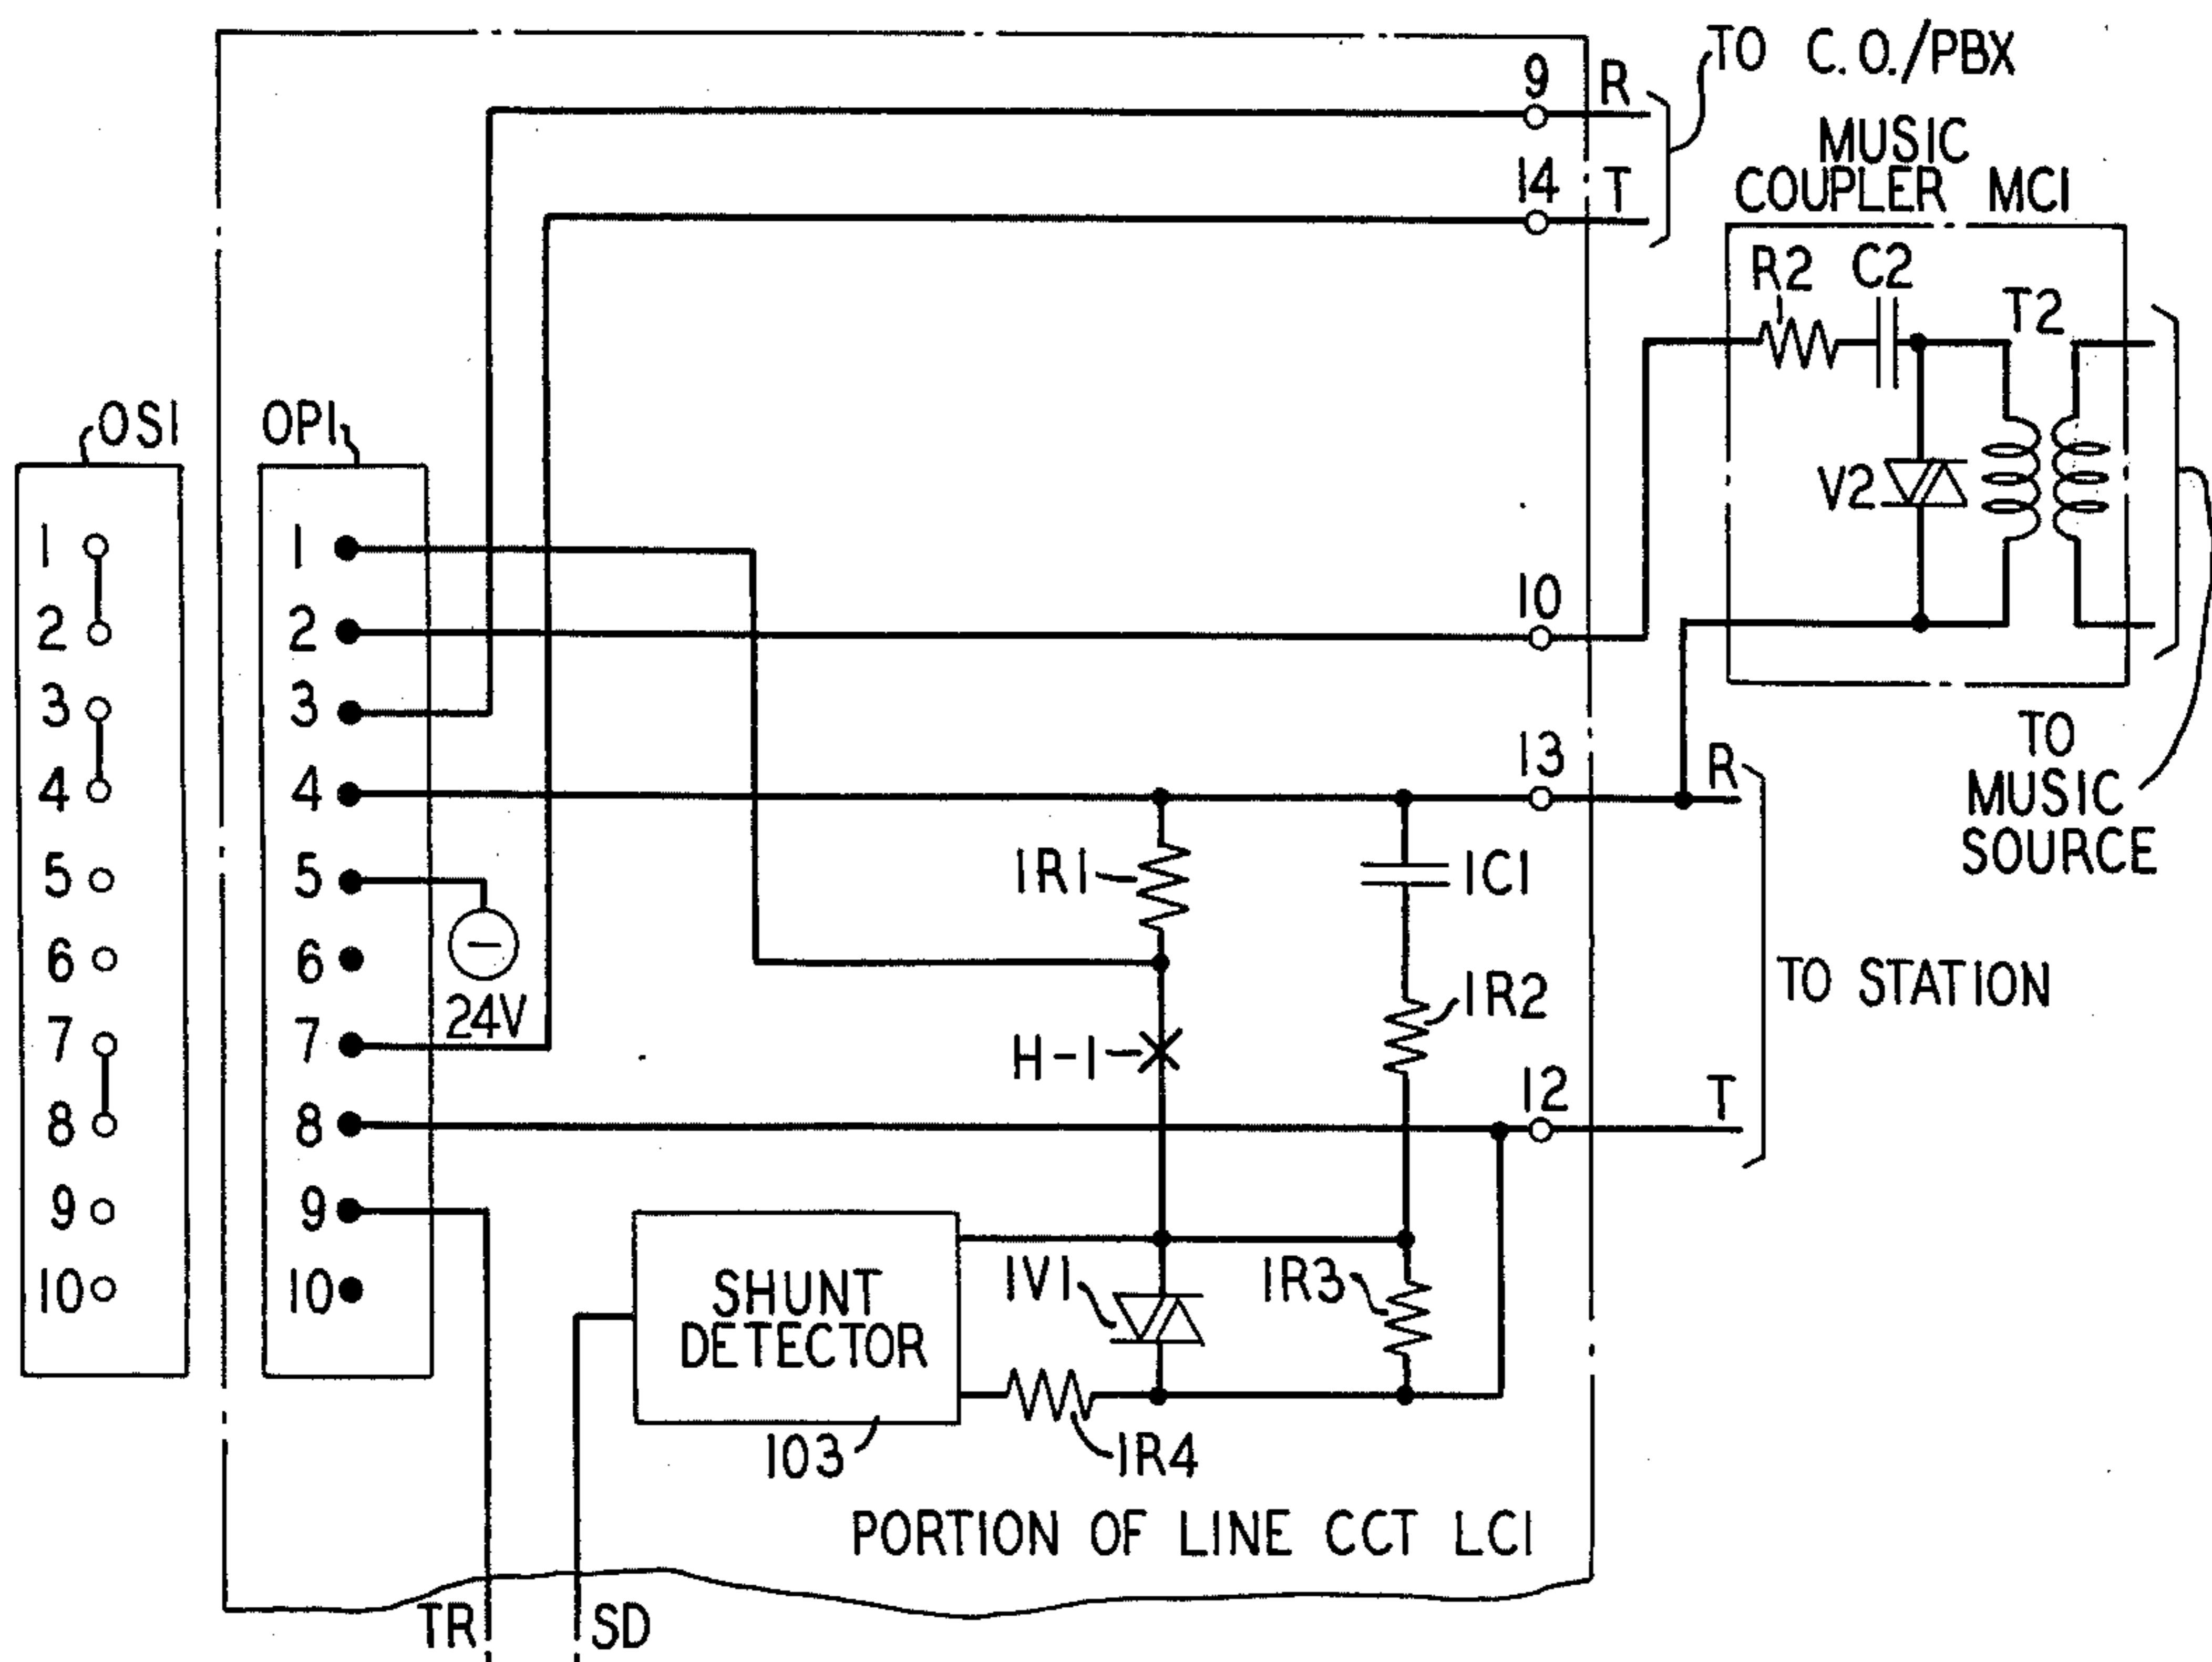 TO C.O./PBX
9 R
14 T
MUSIC
COUPLER MC1
R2 C2
T2
V2
OS1
OP1
1
2
3
4
5
6
7
8
9
10
1
2
3
4
5
6
7
8
9
10
24V
10
13 R
TO
MUSIC
SOURCE
1R1
1C1
1R2
H-1
TO STATION
12 T
SHUNT
DETECTOR
103
1V1
1R3
1R4
PORTION OF LINE CCT LC1
TR
SD